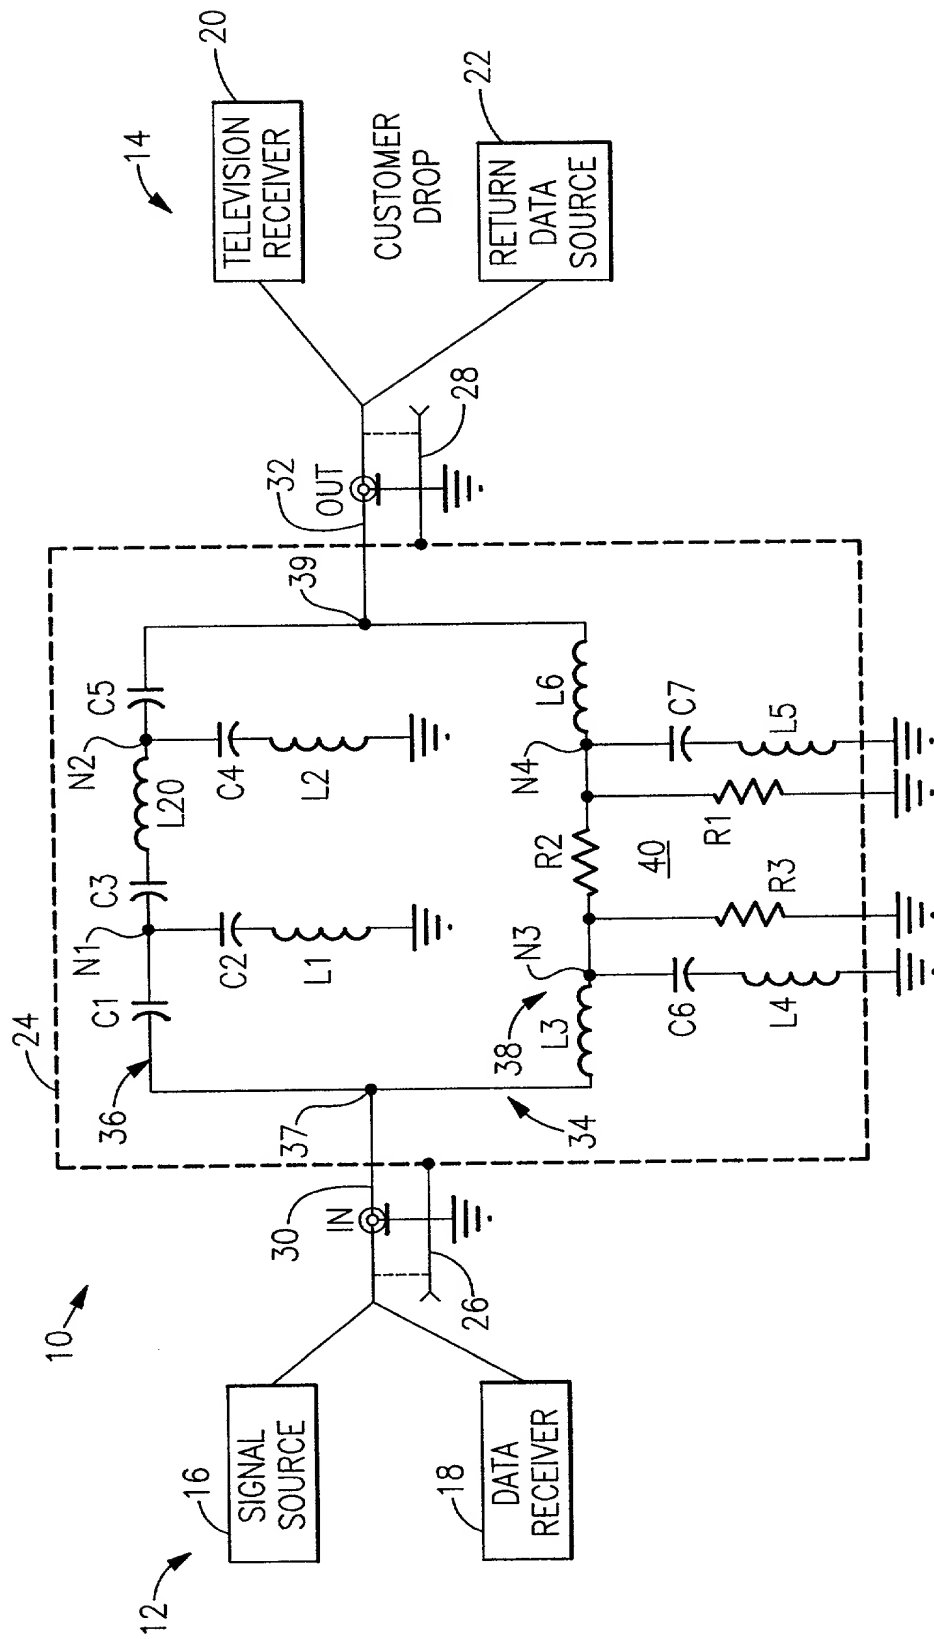 10
12
16
SIGNAL
SOURCE
18
DATA
RECEIVER
30
IN
26
24
36
37
34
C1
N1
C3
L20
N2
C5
C2
L1
C4
L2
39
38
L3
N3
R2
N4
L6
C6
L4
R3
40
R1
C7
L5
32
OUT
28
14
20
TELEVISION
RECEIVER
CUSTOMER
DROP
22
RETURN
DATA
SOURCE